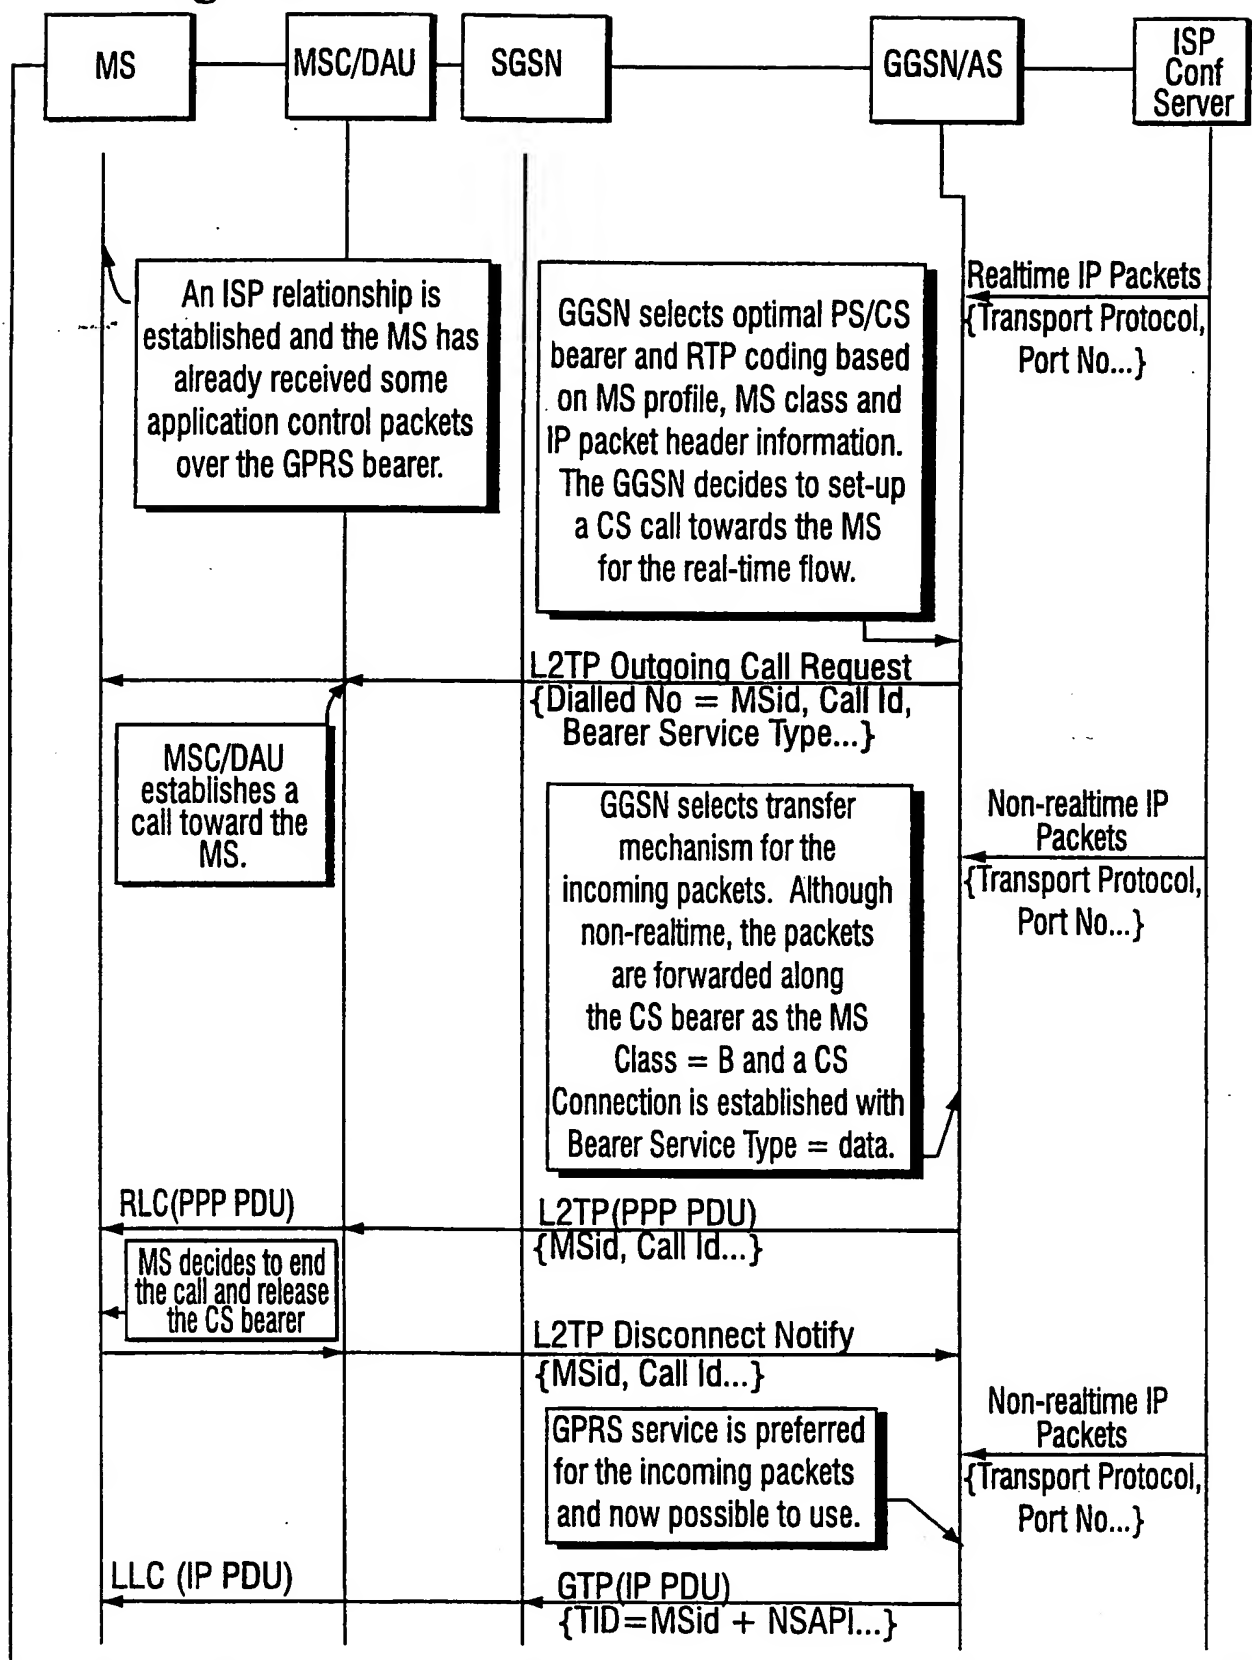 MS
MSC/DAU
SGSN
GGSN/AS
ISP
Conf
Server
An ISP relationship is
established and the MS has
already received some
application control packets
over the GPRS bearer.
GGSN selects optimal PS/CS
bearer and RTP coding based
on MS profile, MS class and
IP packet header information.
The GGSN decides to set-up
a CS call towards the MS
for the real-time flow.
Realtime IP Packets
{Transport Protocol,
Port No...}
L2TP Outgoing Call Request
{Dialled No = MSid, Call Id,
Bearer Service Type...}
MSC/DAU
establishes a
call toward the
MS.
GGSN selects transfer
mechanism for the
incoming packets. Although
non-realtime, the packets
are forwarded along
the CS bearer as the MS
Class = B and a CS
Connection is established with
Bearer Service Type = data.
Non-realtime IP
Packets
{Transport Protocol,
Port No...}
RLC(PPP PDU)
L2TP(PPP PDU)
{MSid, Call Id...}
MS decides to end
the call and release
the CS bearer
L2TP Disconnect Notify
{MSid, Call Id...}
GPRS service is preferred
for the incoming packets
and now possible to use.
Non-realtime IP
Packets
{Transport Protocol,
Port No...}
LLC (IP PDU)
GTP(IP PDU)
{TID=MSid + NSAPI...}